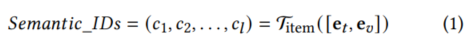 Semantic_IDs = (c₁, c₂, . . . , cₗ) = 𝒯ᵢₜₑₘ([𝐞ₜ, 𝐞ᵥ]) (1)